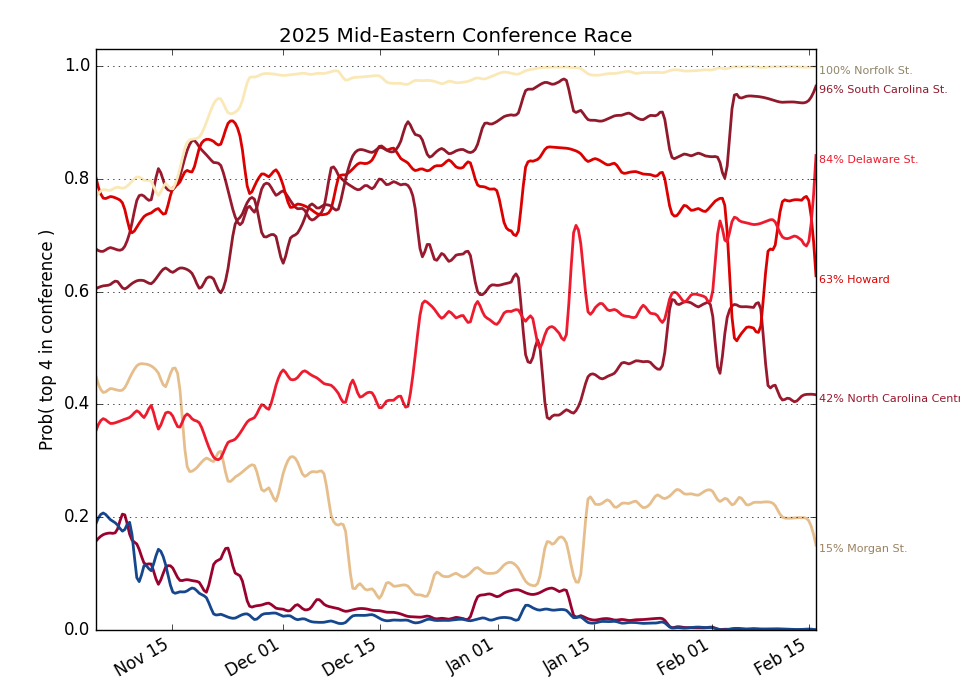 2025 Mid-Eastern Conference Race
Prob( top 4 in conference )
1.0
0.8
0.6
0.4
0.2
0.0
100% Norfolk St.
96% South Carolina St.
84% Delaware St.
63% Howard
42% North Carolina Centr
15% Morgan St.
Nov 15
Dec 01
Dec 15
Jan 01
Jan 15
Feb 01
Feb 15